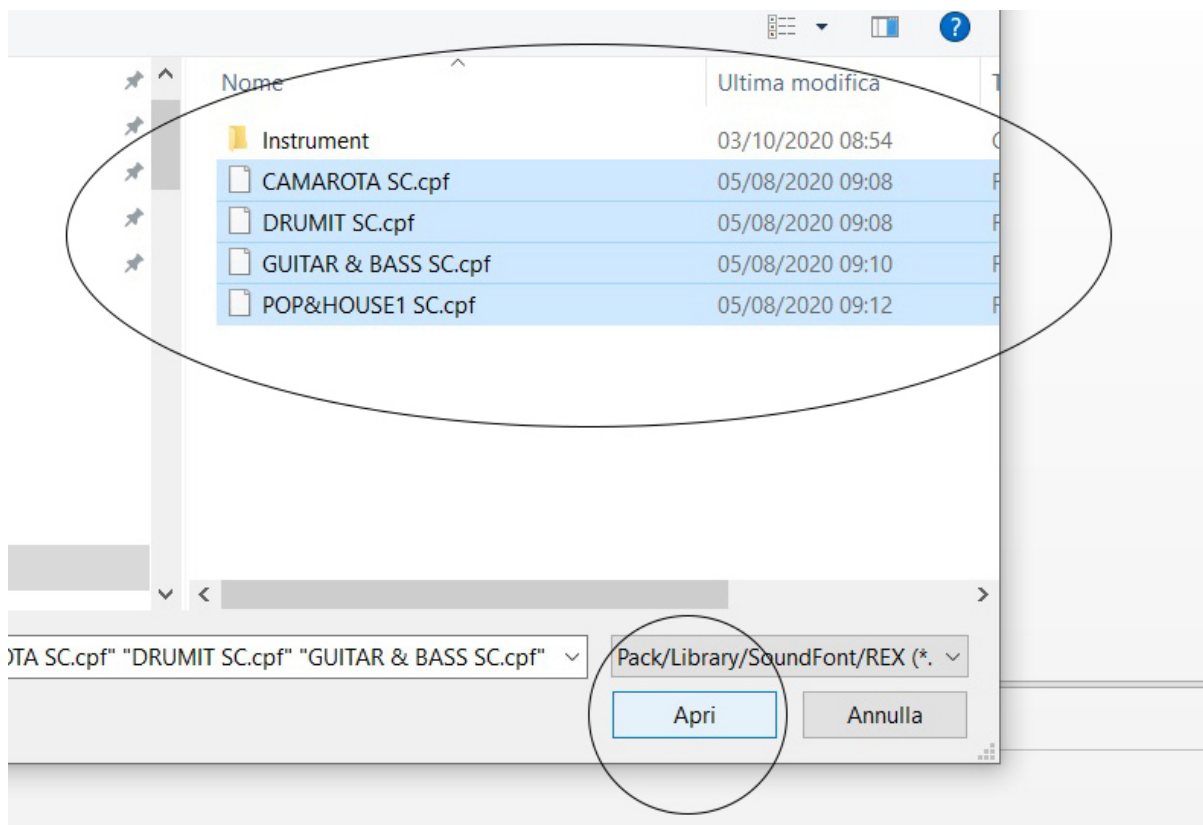 ?
Nome Ultima modifica
Instrument 03/10/2020 08:54
CAMAROTA SC.cpf 05/08/2020 09:08
DRUMIT SC.cpf 05/08/2020 09:08
GUITAR & BASS SC.cpf 05/08/2020 09:10
POP&HOUSE1 SC.cpf 05/08/2020 09:12
OTA SC.cpf" "DRUMIT SC.cpf" "GUITAR & BASS SC.cpf" Pack/Library/SoundFont/REX (*.
Apri Annulla